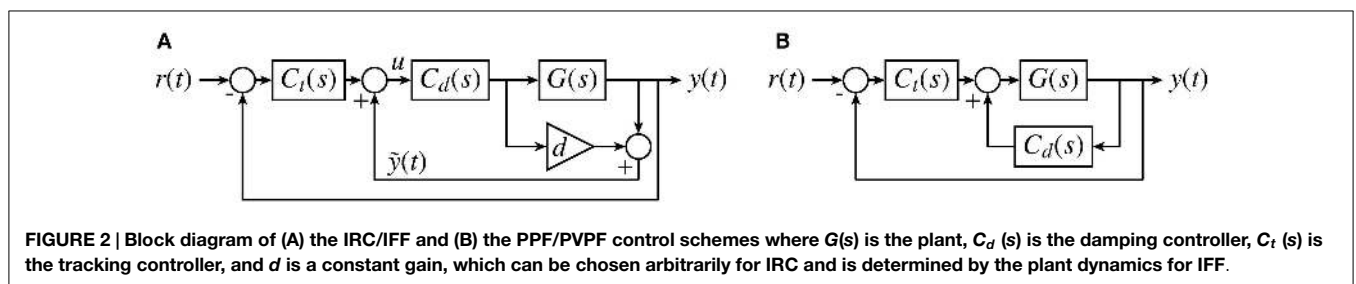 A
r(t)
-
C_t(s)
+
u
C_d(s)
G(s)
y(t)
d
+
ỹ(t)
B
r(t)
-
C_t(s)
+
G(s)
y(t)
C_d(s)
FIGURE 2 | Block diagram of (A) the IRC/IFF and (B) the PPF/PVPF control schemes where G(s) is the plant, C_d (s) is the damping controller, C_t (s) is
the tracking controller, and d is a constant gain, which can be chosen arbitrarily for IRC and is determined by the plant dynamics for IFF.